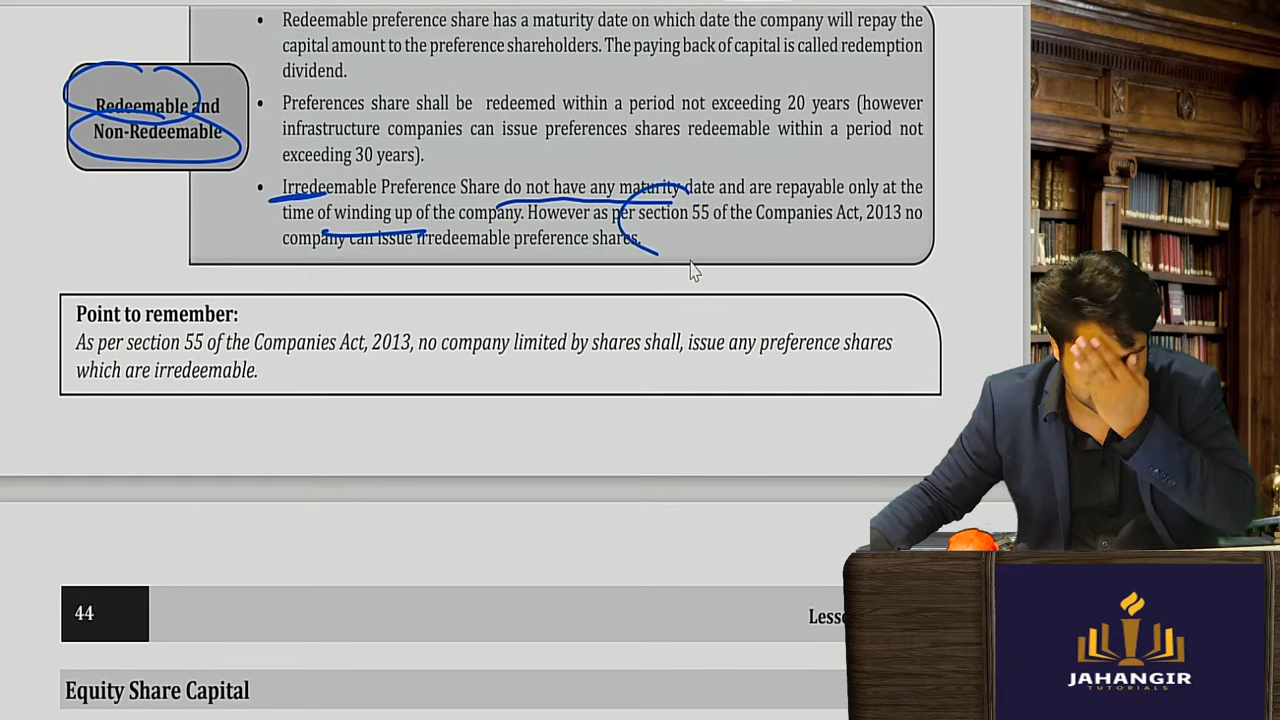 Redeemable preference share has a maturity date on which date the company will repay the
capital amount to the preference shareholders. The paying back of capital is called redemption
dividend.
Redeemable and
Non-Redeemable
Preferences share shall be redeemed within a period not exceeding 20 years (however
infrastructure companies can issue preferences shares redeemable within a period not
exceeding 30 years).
Irredeemable Preference Share do not have any maturity date and are repayable only at the
time of winding up of the company. However as per section 55 of the Companies Act, 2013 no
company can issue irredeemable preference shares.
Point to remember:
As per section 55 of the Companies Act, 2013, no company limited by shares shall, issue any preference shares
which are irredeemable.
44
Equity Share Capital
JAHANGIR
TUTORIALS